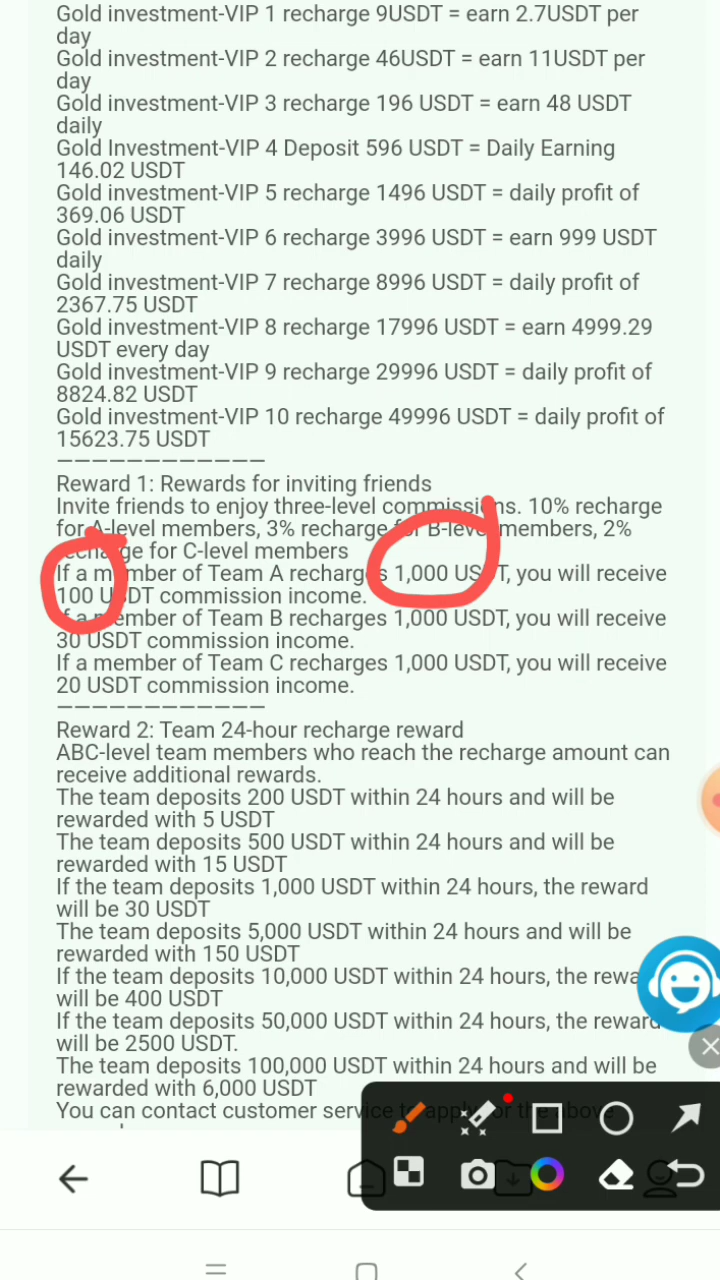 Gold investment-VIP 1 recharge 9USDT = earn 2.7USDT per
day
Gold investment-VIP 2 recharge 46USDT = earn 11USDT per
day
Gold investment-VIP 3 recharge 196 USDT = earn 48 USDT
daily
Gold Investment-VIP 4 Deposit 596 USDT = Daily Earning
146.02 USDT
Gold investment-VIP 5 recharge 1496 USDT = daily profit of
369.06 USDT
Gold investment-VIP 6 recharge 3996 USDT = earn 999 USDT
daily
Gold investment-VIP 7 recharge 8996 USDT = daily profit of
2367.75 USDT
Gold investment-VIP 8 recharge 17996 USDT = earn 4999.29
USDT every day
Gold investment-VIP 9 recharge 29996 USDT = daily profit of
8824.82 USDT
Gold investment-VIP 10 recharge 49996 USDT = daily profit of
15623.75 USDT
————————————
Reward 1: Rewards for inviting friends
Invite friends to enjoy three-level commissions. 10% recharge
for A-level members, 3% recharge for B-level members, 2%
recharge for C-level members
If a member of Team A recharges 1,000 USDT, you will receive
100 USDT commission income.
If a member of Team B recharges 1,000 USDT, you will receive
30 USDT commission income.
If a member of Team C recharges 1,000 USDT, you will receive
20 USDT commission income.
————————————
Reward 2: Team 24-hour recharge reward
ABC-level team members who reach the recharge amount can
receive additional rewards.
The team deposits 200 USDT within 24 hours and will be
rewarded with 5 USDT
The team deposits 500 USDT within 24 hours and will be
rewarded with 15 USDT
If the team deposits 1,000 USDT within 24 hours, the reward
will be 30 USDT
The team deposits 5,000 USDT within 24 hours and will be
rewarded with 150 USDT
If the team deposits 10,000 USDT within 24 hours, the rewa
will be 400 USDT
If the team deposits 50,000 USDT within 24 hours, the reward
will be 2500 USDT.
The team deposits 100,000 USDT within 24 hours and will be
rewarded with 6,000 USDT
You can contact customer service to apply for the above